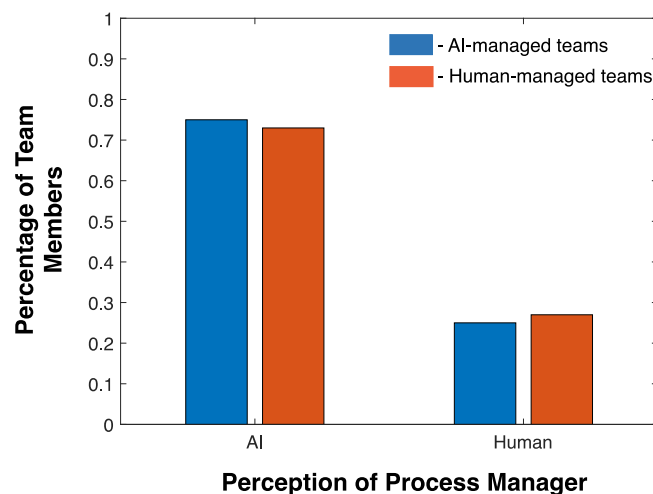 Percentage of Team
Members
1
0.9
0.8
0.7
0.6
0.5
0.4
0.3
0.2
0.1
0
- AI-managed teams
- Human-managed teams
AI
Human
Perception of Process Manager